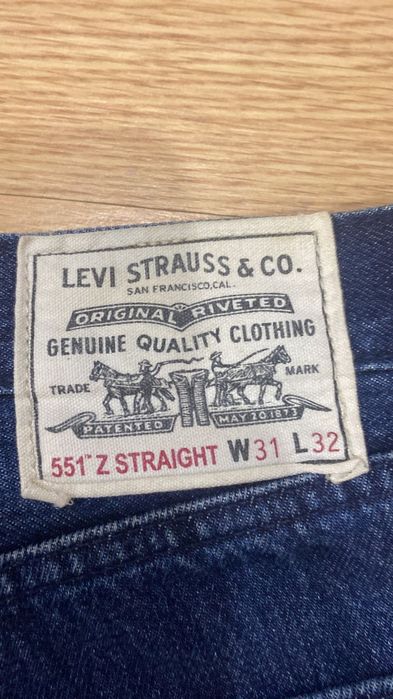 LEVI STRAUSS & CO.
SAN FRANCISCO, CAL.
ORIGINAL RIVETED
GENUINE QUALITY CLOTHING
TRADE MARK
PATENTED MAY 20 1873
551™ Z STRAIGHT W31 L32